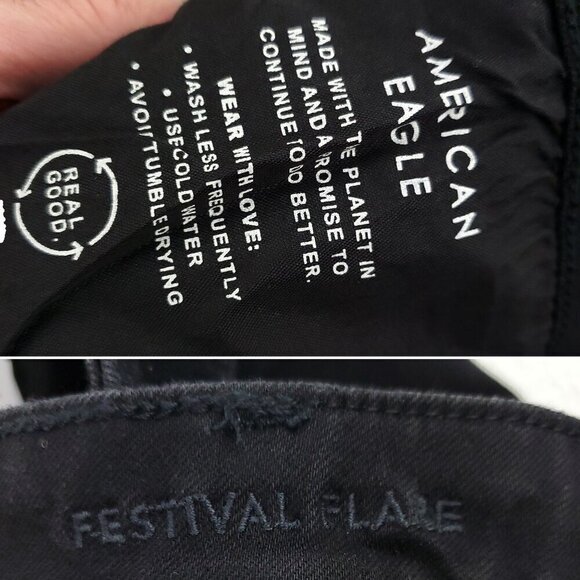 AMERICAN
EAGLE
MADE WITH THE PLANET IN
MIND AND A PROMISE TO
CONTINUE TO DO BETTER.
WEAR WITH LOVE:
• WASH LESS FREQUENTLY
• USE COLD WATER
• AVOID TUMBLE DRYING
REAL
GOOD.
FESTIVAL FLARE